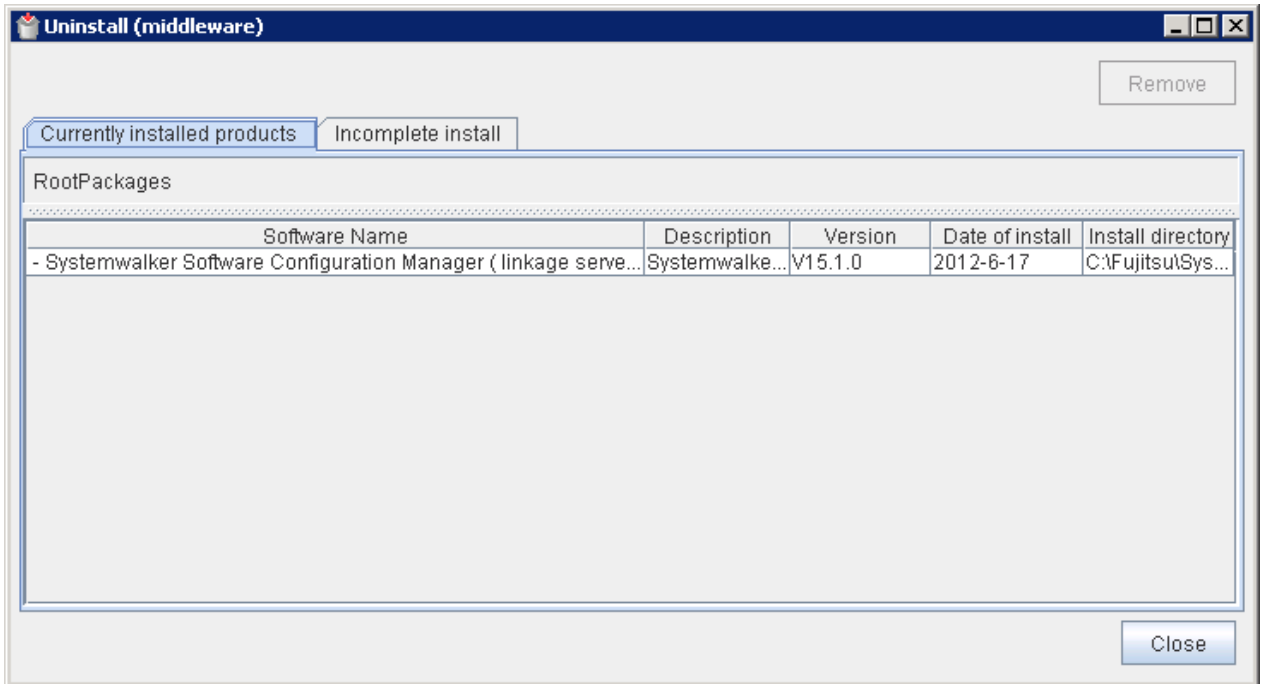 Uninstall (middleware)
Remove
Currently installed products Incomplete install
RootPackages
Software Name Description Version Date of install Install directory
- Systemwalker Software Configuration Manager ( linkage serve... Systemwalke... V15.1.0 2012-6-17 C:\Fujitsu\Sys...
Close